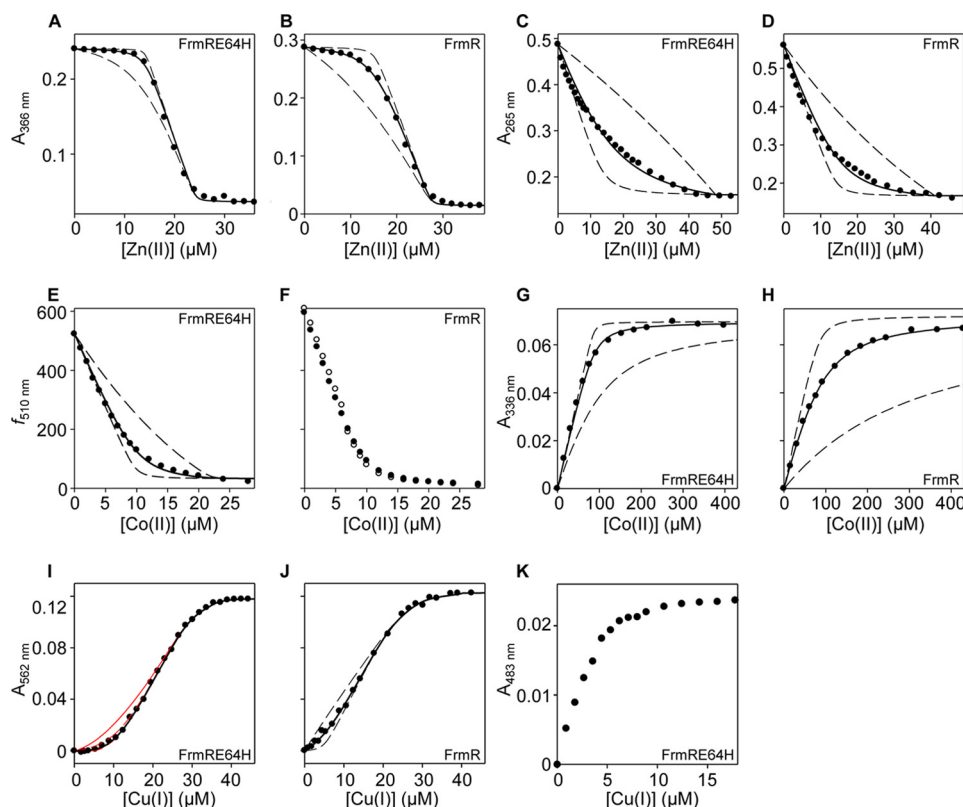 A B C D
FrmRE64H FrmR FrmRE64H FrmR
A366 nm A265 nm
0.2 0.1
0.3 0.2 0.1 0
0.5 0.4 0.3 0.2
0.5 0.4 0.3 0.2
0 10 20 30
0 10 20 30
0 10 20 30 40 50
0 10 20 30 40
[Zn(II)] (µM) [Zn(II)] (µM) [Zn(II)] (µM) [Zn(II)] (µM)
E F G H
FrmRE64H FrmR
f510 nm A336 nm
600 400 200 0
0.06 0.04 0.02 0
FrmRE64H FrmR
0 5 10 15 20 25
0 5 10 15 20 25
0 100 200 300 400
0 100 200 300 400
[Co(II)] (µM) [Co(II)] (µM) [Co(II)] (µM) [Co(II)] (µM)
I J K
A562 nm A483 nm
0.12 0.08 0.04 0
0.02 0.01 0
FrmRE64H FrmR FrmRE64H
0 10 20 30 40
0 10 20 30 40
0 5 10 15
[Cu(I)] (µM) [Cu(I)] (µM) [Cu(I)] (µM)